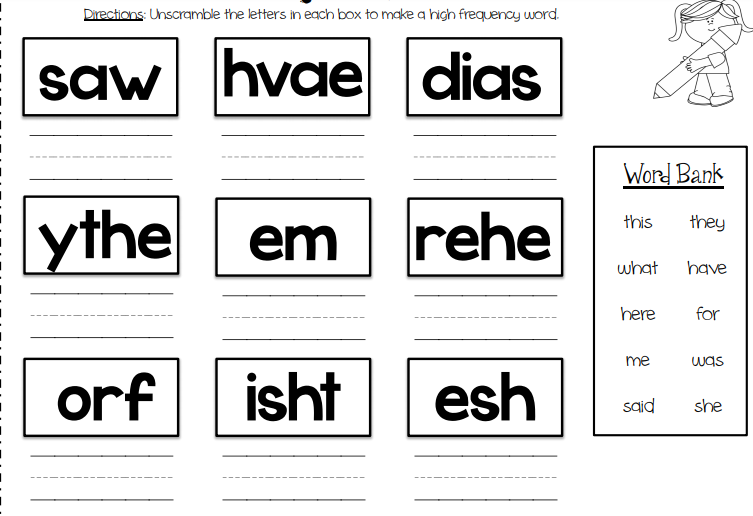 Directions: Unscramble the letters in each box to make a high frequency word.
saw hvae dias
ythe em rehe
orf isht esh
Word Bank
this they
what have
here for
me was
said she